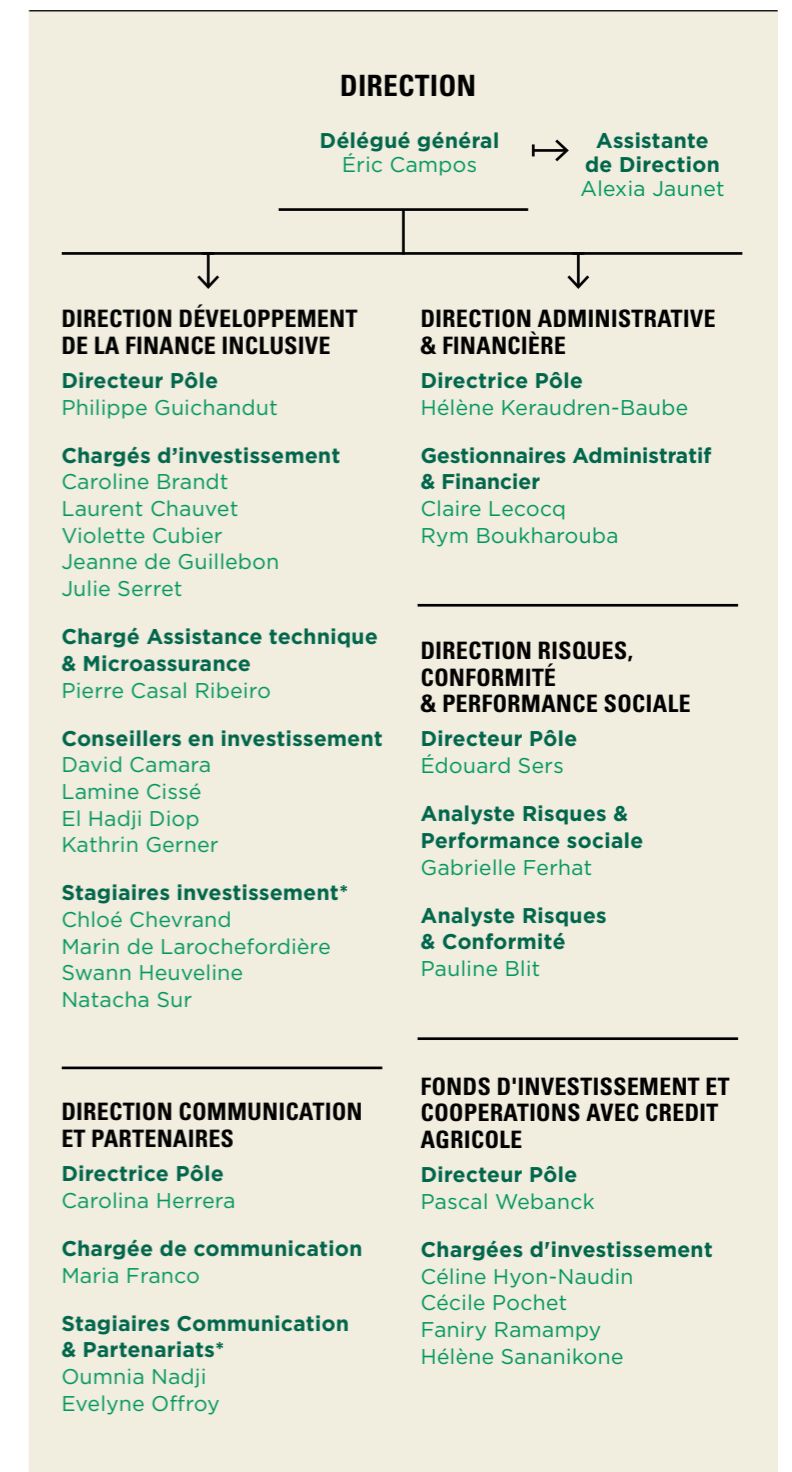 DIRECTION
Délégué général
Éric Campos
Assistante
de Direction
Alexia Jaunet
DIRECTION DÉVELOPPEMENT
DE LA FINANCE INCLUSIVE
Directeur Pôle
Philippe Guichandut
Chargés d’investissement
Caroline Brandt
Laurent Chauvet
Violette Cubier
Jeanne de Guillebon
Julie Serret
Chargé Assistance technique
& Microassurance
Pierre Casal Ribeiro
Conseillers en investissement
David Camara
Lamine Cissé
El Hadji Diop
Kathrin Gerner
Stagiaires investissement*
Chloé Chevrand
Marin de Larochefordière
Swann Heuveline
Natacha Sur
DIRECTION COMMUNICATION
ET PARTENAIRES
Directrice Pôle
Carolina Herrera
Chargée de communication
Maria Franco
Stagiaires Communication
& Partenariats*
Oumnia Nadji
Evelyne Offroy
DIRECTION ADMINISTRATIVE
& FINANCIÈRE
Directrice Pôle
Hélène Keraudren-Baube
Gestionnaires Administratif
& Financier
Claire Lecocq
Rym Boukharouba
DIRECTION RISQUES,
CONFORMITÉ
& PERFORMANCE SOCIALE
Directeur Pôle
Édouard Sers
Analyste Risques &
Performance sociale
Gabrielle Ferhat
Analyste Risques
& Conformité
Pauline Blit
FONDS D'INVESTISSEMENT ET
COOPERATIONS AVEC CREDIT
AGRICOLE
Directeur Pôle
Pascal Webanck
Chargées d'investissement
Céline Hyon-Naudin
Cécile Pochet
Faniry Ramampy
Hélène Sananikone